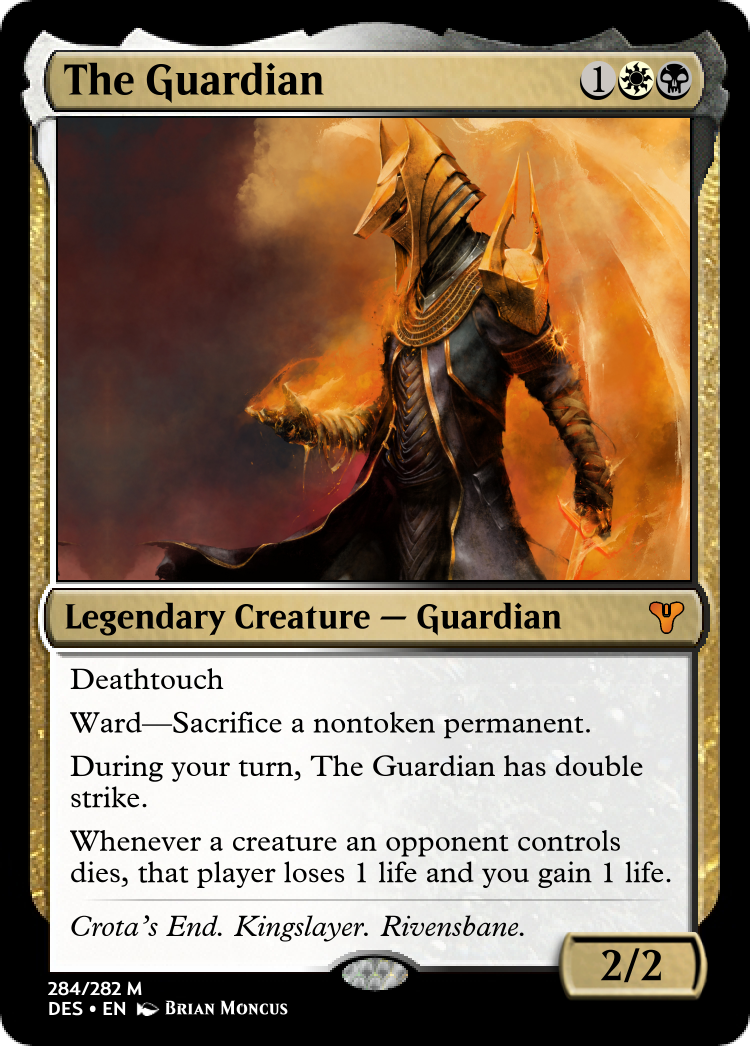 The Guardian 1
Legendary Creature — Guardian
Deathtouch
Ward—Sacrifice a nontoken permanent.
During your turn, The Guardian has double
strike.
Whenever a creature an opponent controls
dies, that player loses 1 life and you gain 1 life.
Crota's End. Kingslayer. Rivensbane.
2/2
284/282 M
DES • EN Brian Moncus